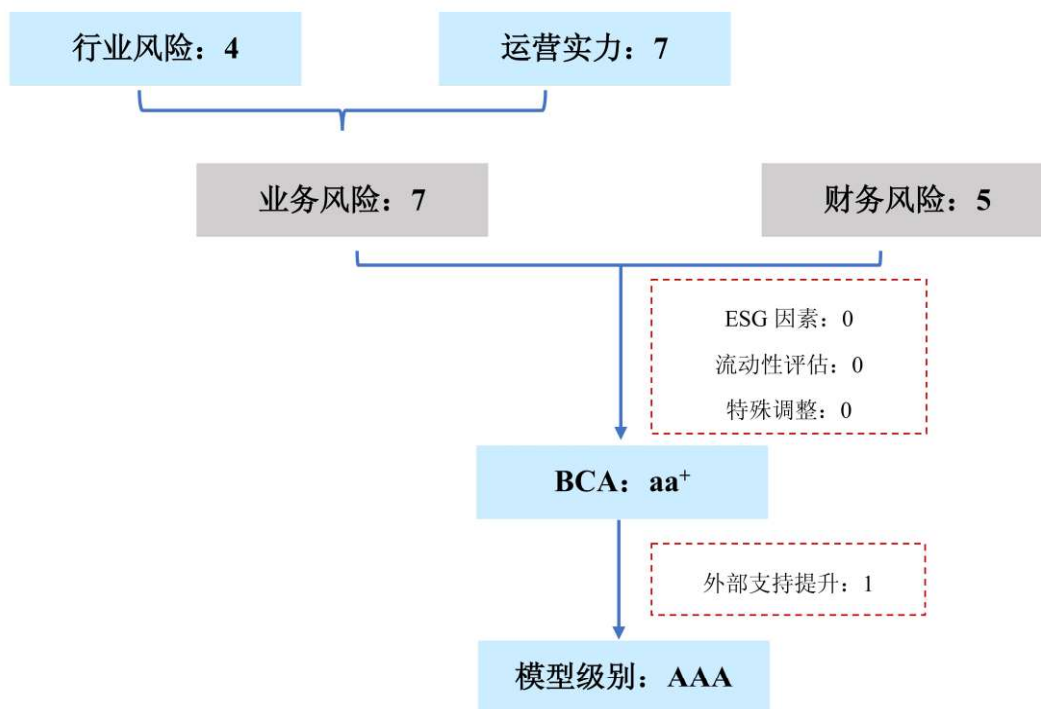 行业风险：4
运营实力：7
业务风险：7
财务风险：5
ESG 因素：0
流动性评估：0
特殊调整：0
BCA：aa⁺
外部支持提升：1
模型级别：AAA